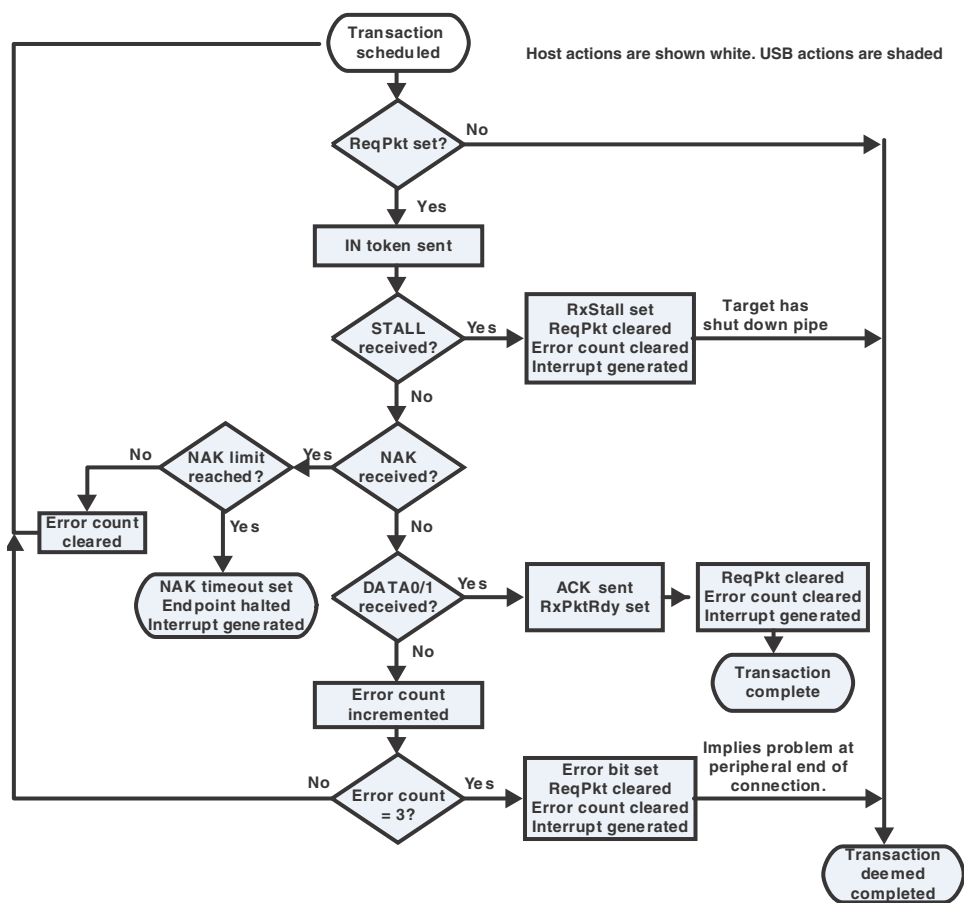 Transaction
scheduled
Host actions are shown white. USB actions are shaded
ReqPkt set?
No
Yes
IN token sent
STALL
received?
Yes
RxStall set
ReqPkt cleared
Error count cleared
Interrupt generated
Target has
shut down pipe
No
NAK
received?
Yes
NAK limit
reached?
No
Error count
cleared
Yes
NAK timeout set
Endpoint halted
Interrupt generated
No
DATA0/1
received?
Yes
ACK sent
RxPktRdy set
ReqPkt cleared
Error count cleared
Interrupt generated
Transaction
complete
No
Error count
incremented
Error count
= 3?
No
Yes
Error bit set
ReqPkt cleared
Error count cleared
Interrupt generated
Implies problem at
peripheral end of
connection.
Transaction
deemed
completed